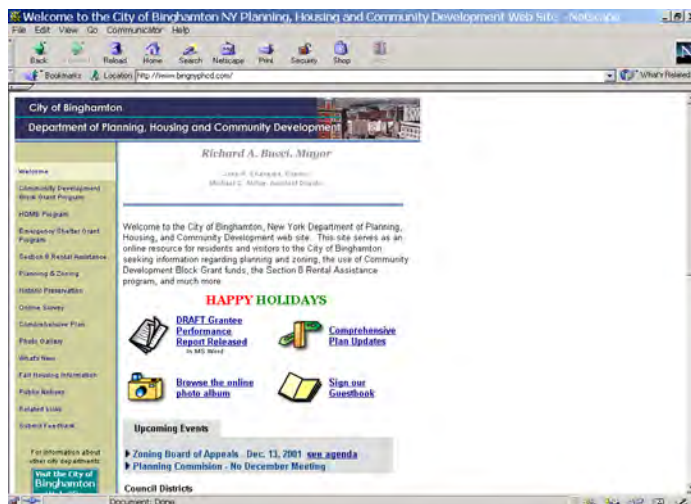 Welcome to the City of Binghamton NY Planning, Housing and Community Development Web Site - Netscape
File Edit View Go Communicator Help
Back Reload Home Search Netscape Print Security Shop
Bookmarks Location http://www.bingnyphcd.com/ What's Related
City of Binghamton
Department of Planning, Housing and Community Development
Richard A. Bucci, Mayor
Welcome
Community Development
Block Grant Program
HOME Program
Emergency Shelter Grant
Program
Section 8 Rental Assistance
Planning & Zoning
Historic Preservation
Online Survey
Comprehensive Plan
Photo Gallery
What's New
Fair Housing Information
Public Notices
Related Links
Submit Feedback
For information about
other city departments
Visit the City of
Binghamton
Welcome to the City of Binghamton, New York Department of Planning,
Housing, and Community Development web site. This site serves as an
online resource for residents and visitors to the City of Binghamton
seeking information regarding planning and zoning, the use of Community
Development Block Grant funds, the Section 8 Rental Assistance
program, and much more
HAPPY HOLIDAYS
DRAFT Grantee
Performance
Report Released
in MS Word
Comprehensive
Plan Updates
Browse the online
photo album
Sign our
Guestbook
Upcoming Events
Zoning Board of Appeals - Dec. 13, 2001 see agenda
Planning Commision - No December Meeting
Council Districts
Document: Done